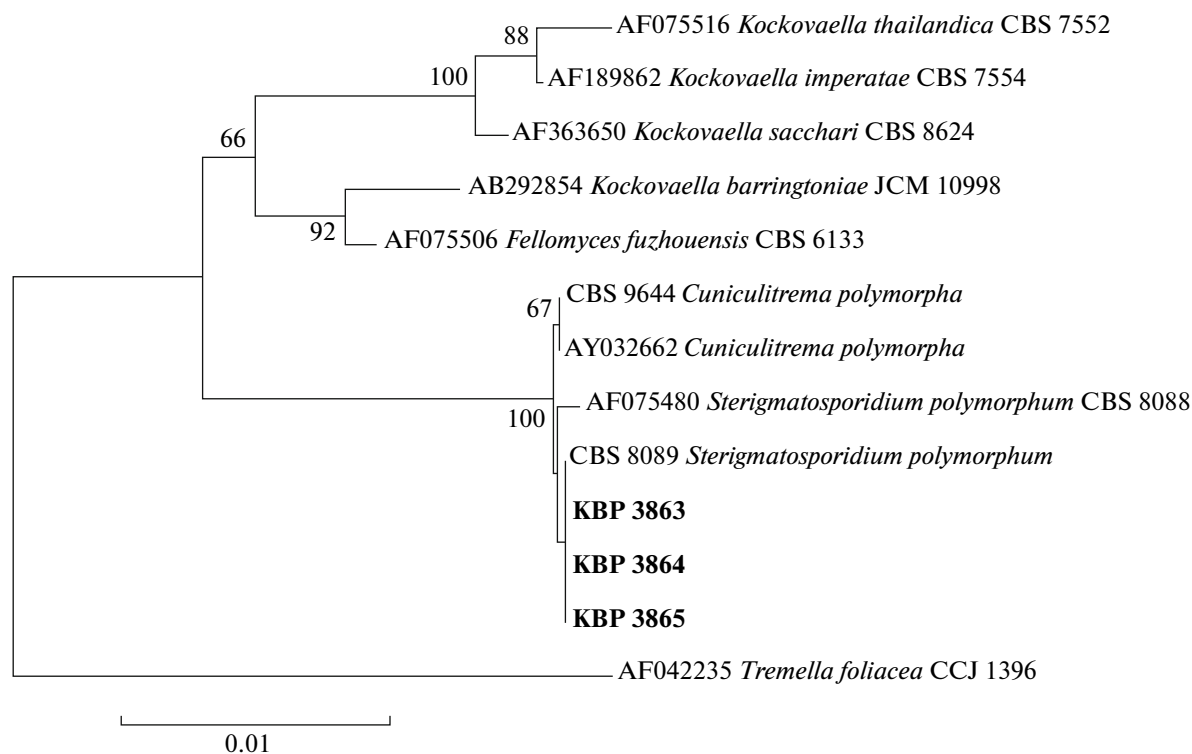 88
AF075516 Kockovaella thailandica CBS 7552
100
AF189862 Kockovaella imperatae CBS 7554
66
AF363650 Kockovaella sacchari CBS 8624
AB292854 Kockovaella barringtoniae JCM 10998
92
AF075506 Fellomyces fuzhouensis CBS 6133
67
CBS 9644 Cuniculitrema polymorpha
AY032662 Cuniculitrema polymorpha
100
AF075480 Sterigmatosporidium polymorphum CBS 8088
CBS 8089 Sterigmatosporidium polymorphum
KBP 3863
KBP 3864
KBP 3865
AF042235 Tremella foliacea CCJ 1396
0.01